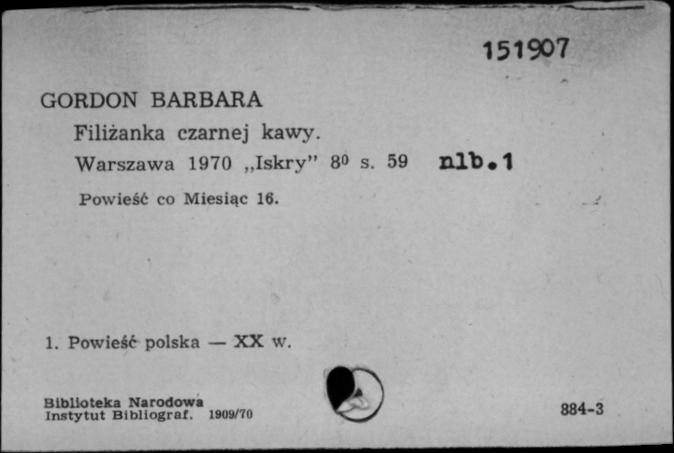 151907
GORDON BARBARA
Filiżanka czarnej kawy.
Warszawa 1970 „Iskry” 8⁰ s. 59 nlb.1
Powieść co Miesiąc 16.
1. Powieść polska — XX w.
Biblioteka Narodowa
Instytut Bibliograf. 1909/70
884-3